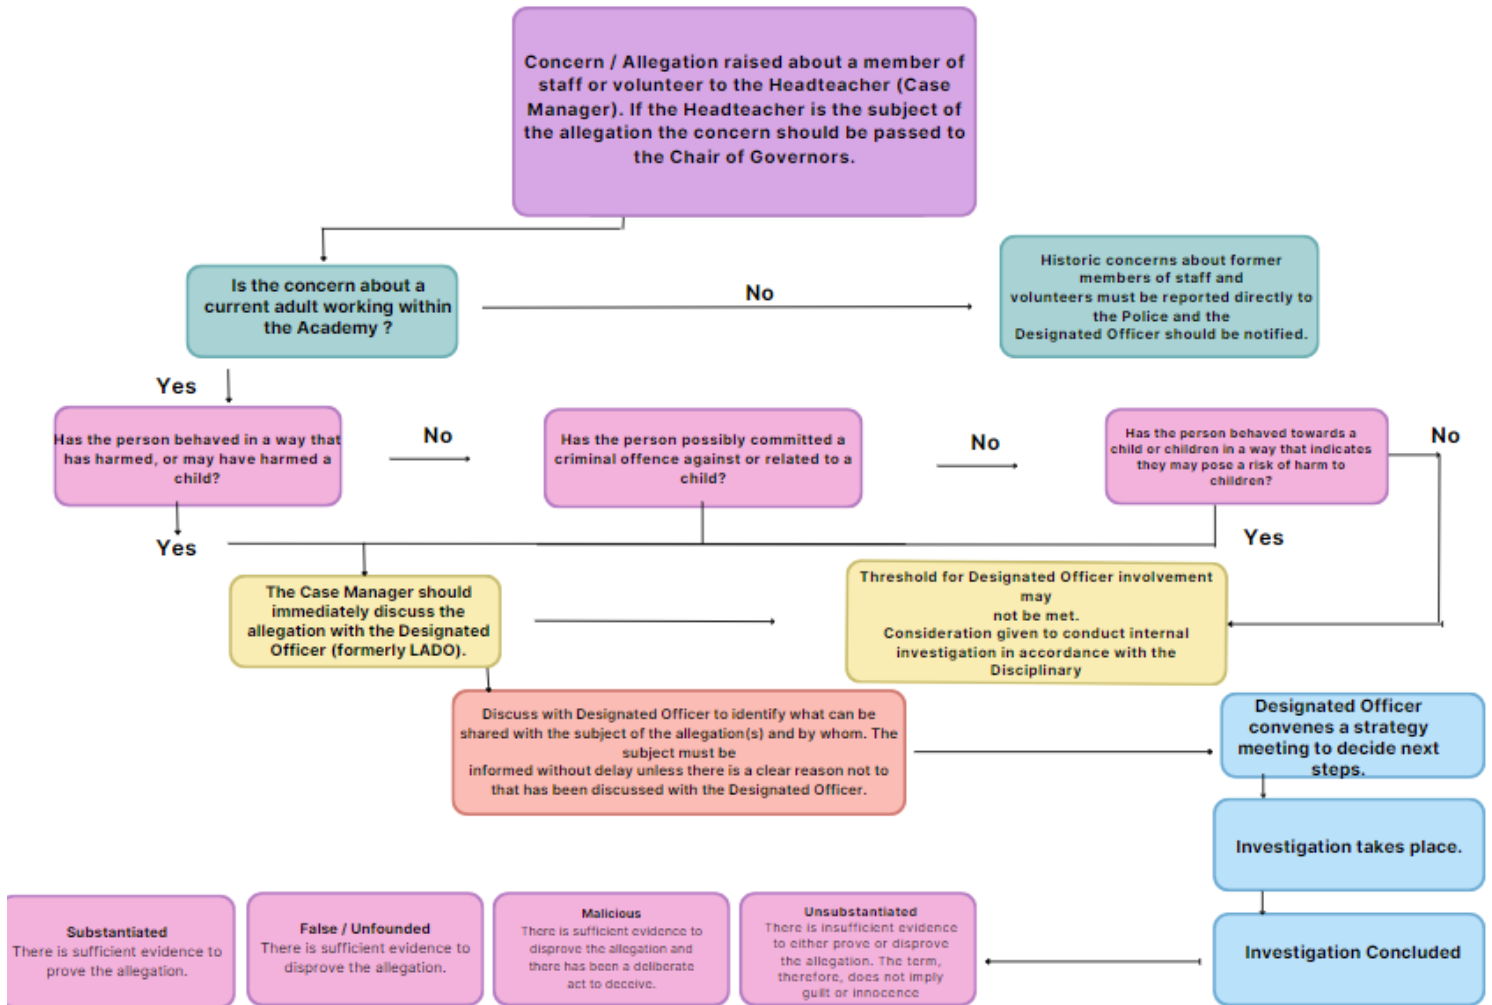 Concern / Allegation raised about a member of
staff or volunteer to the Headteacher (Case
Manager). If the Headteacher is the subject of
the allegation the concern should be passed to
the Chair of Governors.
Is the concern about a
current adult working within
the Academy ?
No
Historic concerns about former
members of staff and
volunteers must be reported directly to
the Police and the
Designated Officer should be notified.
Yes
Has the person behaved in a way that
has harmed, or may have harmed a
child?
No
Has the person possibly committed a
criminal offence against or related to a
child?
No
Has the person behaved towards a
child or children in a way that indicates
they may pose a risk of harm to
children?
No
Yes
Yes
The Case Manager should
immediately discuss the
allegation with the Designated
Officer (formerly LADO).
Threshold for Designated Officer involvement
may
not be met.
Consideration given to conduct internal
investigation in accordance with the
Disciplinary
Discuss with Designated Officer to identify what can be
shared with the subject of the allegation(s) and by whom. The
subject must be
informed without delay unless there is a clear reason not to
that has been discussed with the Designated Officer.
Designated Officer
convenes a strategy
meeting to decide next
steps.
Investigation takes place.
Investigation Concluded
Substantiated
There is sufficient evidence to
prove the allegation.
False / Unfounded
There is sufficient evidence to
disprove the allegation.
Malicious
There is sufficient evidence to
disprove the allegation and
there has been a deliberate
act to deceive.
Unsubstantiated
There is insufficient evidence
to either prove or disprove
the allegation. The term,
therefore, does not imply
guilt or innocence